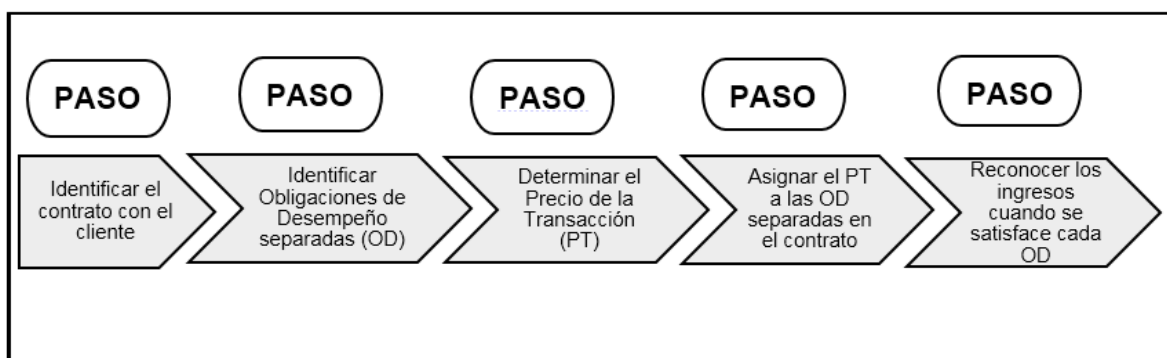 PASO
PASO
PASO
PASO
PASO
Identificar el
contrato con el
cliente
Identificar
Obligaciones de
Desempeño
separadas (OD)
Determinar el
Precio de la
Transacción
(PT)
Asignar el PT
a las OD
separadas en
el contrato
Reconocer los
ingresos
cuando se
satisface cada
OD